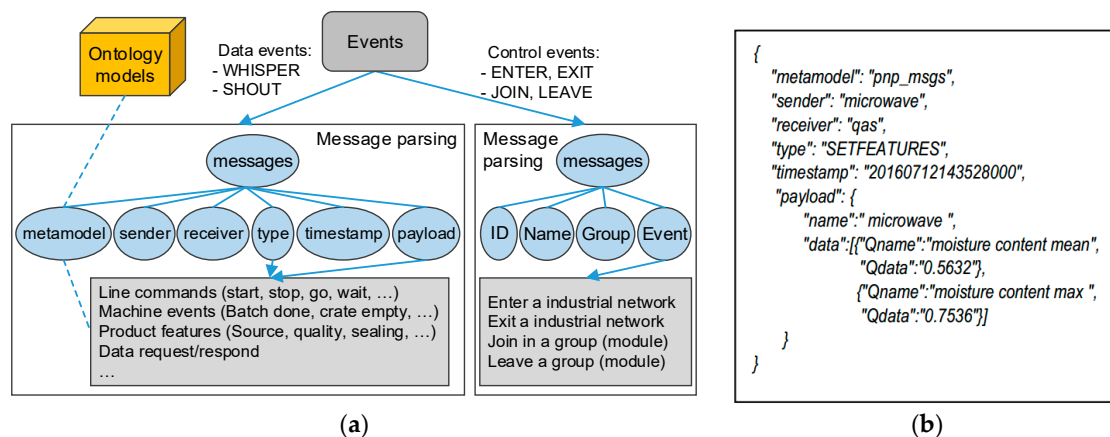 Ontology
models
Events
Data events:
- WHISPER
- SHOUT
Control events:
- ENTER, EXIT
- JOIN, LEAVE
Message parsing
messages
metamodel
sender
receiver
type
timestamp
payload
Line commands (start, stop, go, wait, …)
Machine events (Batch done, crate empty, …)
Product features (Source, quality, sealing, …)
Data request/respond
…
Message
parsing
messages
ID
Name
Group
Event
Enter a industrial network
Exit a industrial network
Join in a group (module)
Leave a group (module)
(a)
{
"metamodel": "pnp_msgs",
"sender": "microwave",
"receiver": "qas",
"type": "SETFEATURES",
"timestamp": "20160712143528000",
"payload": {
"name":" microwave ",
"data":[{"Qname":"moisture content mean",
"Qdata":"0.5632"},
{"Qname":"moisture content max ",
"Qdata":"0.7536"}]
}
}
(b)